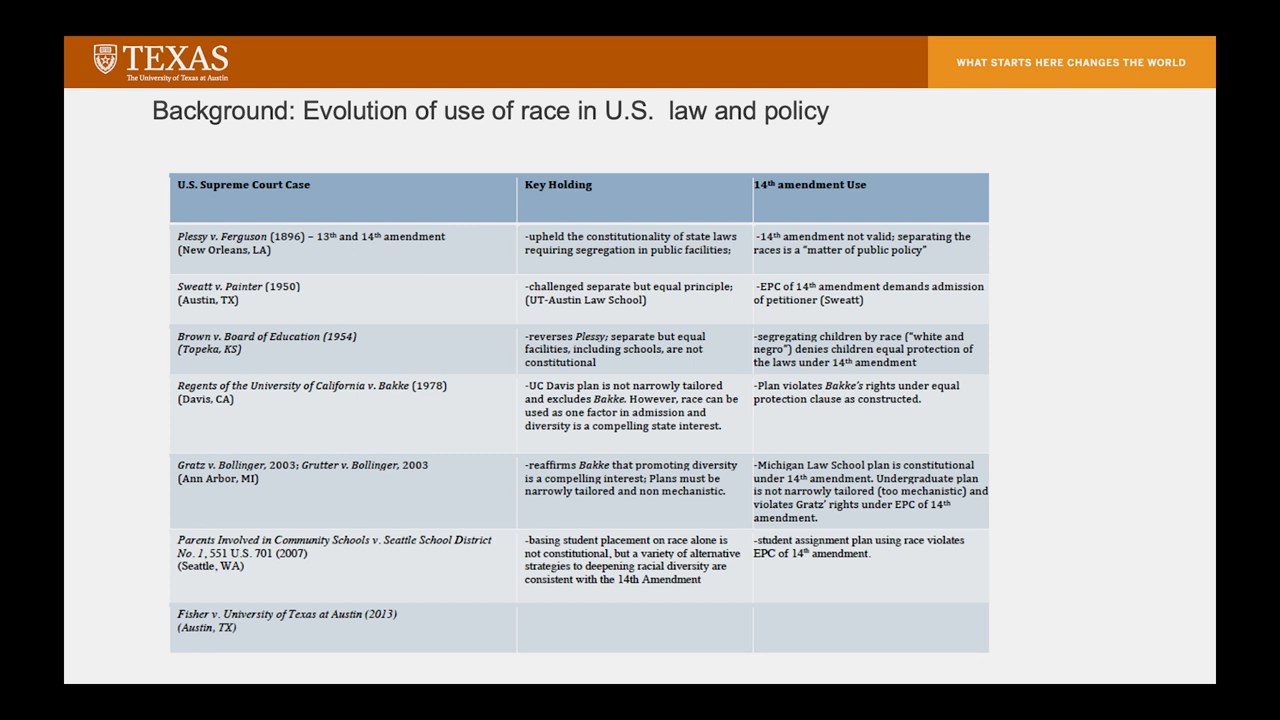 TEXAS
The University of Texas at Austin
WHAT STARTS HERE CHANGES THE WORLD
Background: Evolution of use of race in U.S.  law and policy
U.S. Supreme Court Case
Key Holding
14th amendment Use
Plessy v. Ferguson (1896) – 13th and 14th amendment
(New Orleans, LA)
-upheld the constitutionality of state laws
requiring segregation in public facilities;
-14th amendment not valid; separating the
races is a “matter of public policy”
Sweatt v. Painter (1950)
(Austin, TX)
-challenged separate but equal principle;
(UT-Austin Law School)
-EPC of 14th amendment demands admission
of petitioner (Sweatt)
Brown v. Board of Education (1954)
(Topeka, KS)
-reverses Plessy; separate but equal
facilities, including schools, are not
constitutional
-segregating children by race (“white and
negro”) denies children equal protection of
the laws under 14th amendment
Regents of the University of California v. Bakke (1978)
(Davis, CA)
-UC Davis plan is not narrowly tailored
and excludes Bakke. However, race can be
used as one factor in admission and
diversity is a compelling state interest.
-Plan violates Bakke’s rights under equal
protection clause as constructed.
Gratz v. Bollinger, 2003; Grutter v. Bollinger, 2003
(Ann Arbor, MI)
-reaffirms Bakke that promoting diversity
is a compelling interest; Plans must be
narrowly tailored and non mechanistic.
-Michigan Law School plan is constitutional
under 14th amendment. Undergraduate plan
is not narrowly tailored (too mechanistic) and
violates Gratz’ rights under EPC of 14th
amendment.
Parents Involved in Community Schools v. Seattle School District
No. 1, 551 U.S. 701 (2007)
(Seattle, WA)
-basing student placement on race alone is
not constitutional, but a variety of alternative
strategies to deepening racial diversity are
consistent with the 14th Amendment
-student assignment plan using race violates
EPC of 14th amendment.
Fisher v. University of Texas at Austin (2013)
(Austin, TX)